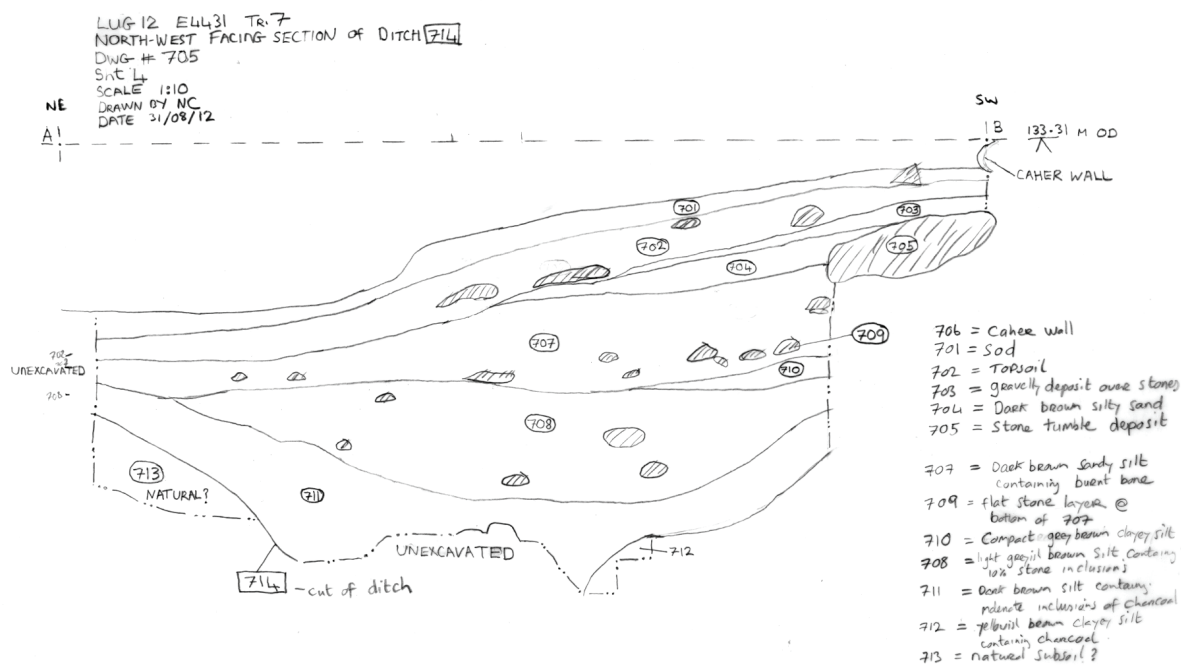 LUG 12 E4431 TR.7
NORTH-WEST FACING SECTION OF DITCH 714
DWG # 705
Sht 4
SCALE 1:10
DRAWN BY NC
DATE 31/08/12
NE
SW
A
B
133.31 M OD
CAHER WALL
701
702
703
704
705
707
709
710
708
UNEXCAVATED
713
NATURAL?
711
UNEXCAVATED
712
714 - cut of ditch
706 = Caher wall
701 = Sod
702 = TOPSOIL
703 = gravelly deposit over stones
704 = Dark brown silty sand
705 = Stone tumble deposit
707 = Dark brown sandy silt
containing burnt bone
709 = flat stone layer @
bottom of 707
710 = Compact grey brown clayey silt
708 = light greyish brown silt containing
10% stone inclusions
711 = Dark brown silt containing
moderate inclusions of charcoal
712 = yellowish brown clayey silt
containing charcoal
713 = natural subsoil?